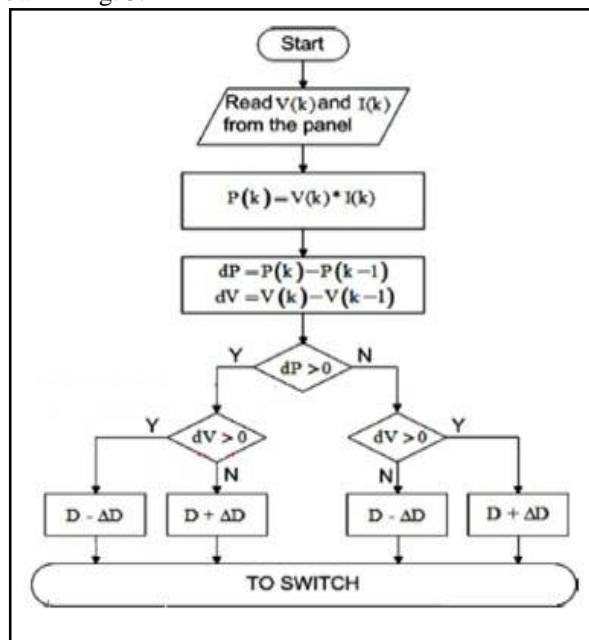 Start
Read V(k) and I(k)
from the panel
P(k)=V(k)* I(k)
dP =P(k)-P(k-1)
dV =V(k)-V(k-1)
Y
dP >0
N
Y
dV > 0
N
dV > 0
Y
N
D - ΔD
D + ΔD
D - ΔD
D + ΔD
TO SWITCH